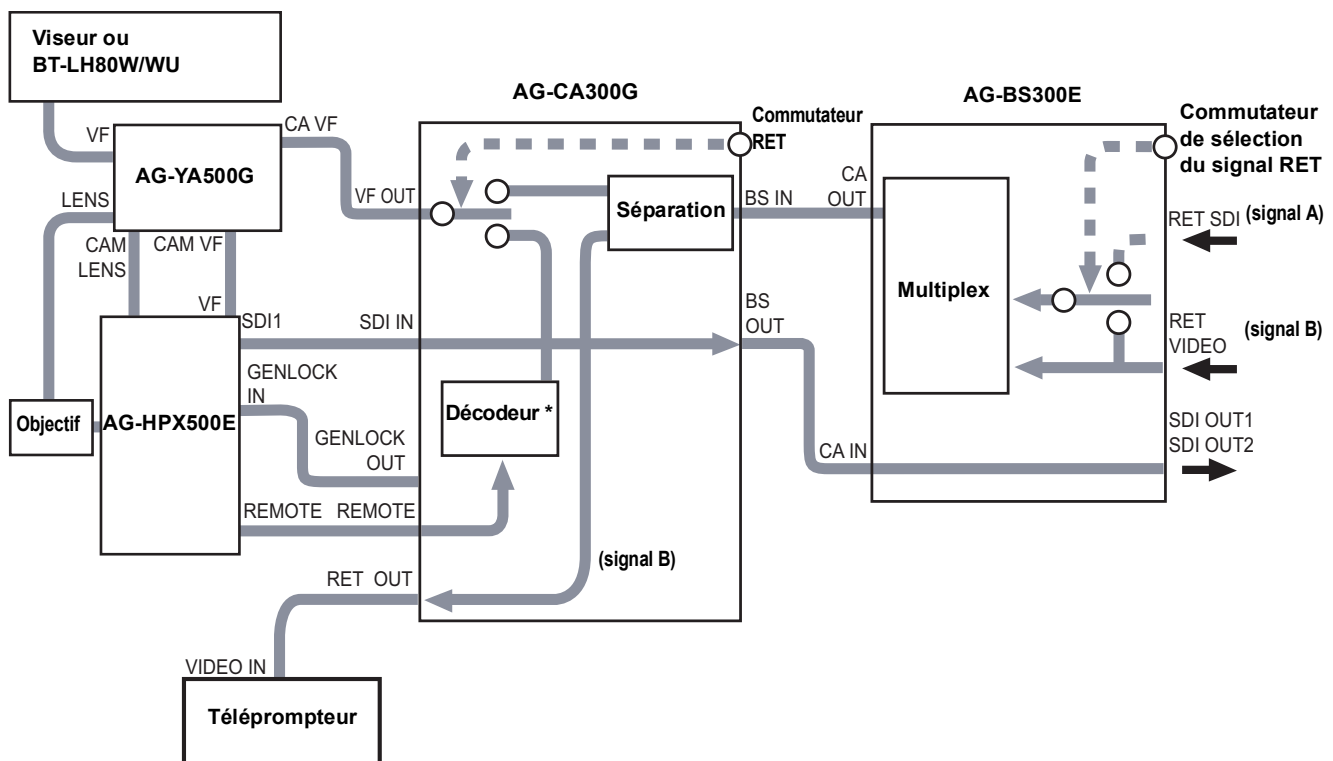 Viseur ou
BT-LH80W/WU
AG-CA300G
AG-BS300E
Commutateur
RET
Commutateur
de sélection
du signal RET
VF
CA VF
AG-YA500G
LENS
CAM
LENS
CAM VF
VF
VF OUT
Séparation
BS IN
CA
OUT
RET SDI
(signal A)
Multiplex
SDI1
SDI IN
BS
OUT
RET
VIDEO
(signal B)
GENLOCK
IN
Objectif
AG-HPX500E
Décodeur *
GENLOCK
OUT
CA IN
SDI OUT1
SDI OUT2
REMOTE
REMOTE
(signal B)
RET OUT
VIDEO IN
Téléprompteur